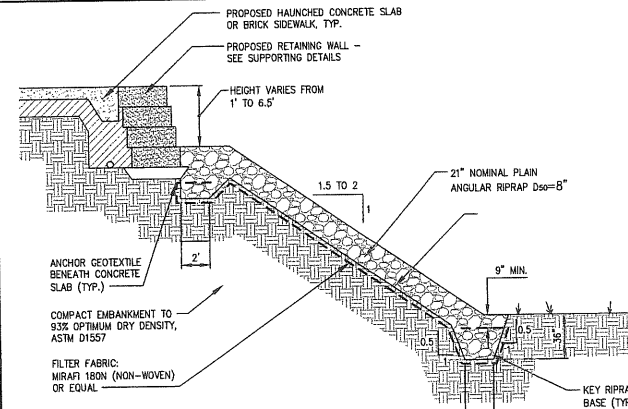 PROPOSED HAUNCHED CONCRETE SLAB
OR BRICK SIDEWALK, TYP.
PROPOSED RETAINING WALL –
SEE SUPPORTING DETAILS
HEIGHT VARIES FROM
1' TO 6.5'
1.5 TO 2
1
21" NOMINAL PLAIN
ANGULAR RIPRAP D50=8"
2'
ANCHOR GEOTEXTILE
BENEATH CONCRETE
SLAB (TYP.)
9" MIN.
COMPACT EMBANKMENT TO
93% OPTIMUM DRY DENSITY,
ASTM D1557
0.5
1
0.5
36"
FILTER FABRIC:
MIRAFI 180N (NON-WOVEN)
OR EQUAL
KEY RIPRA
BASE (TYP